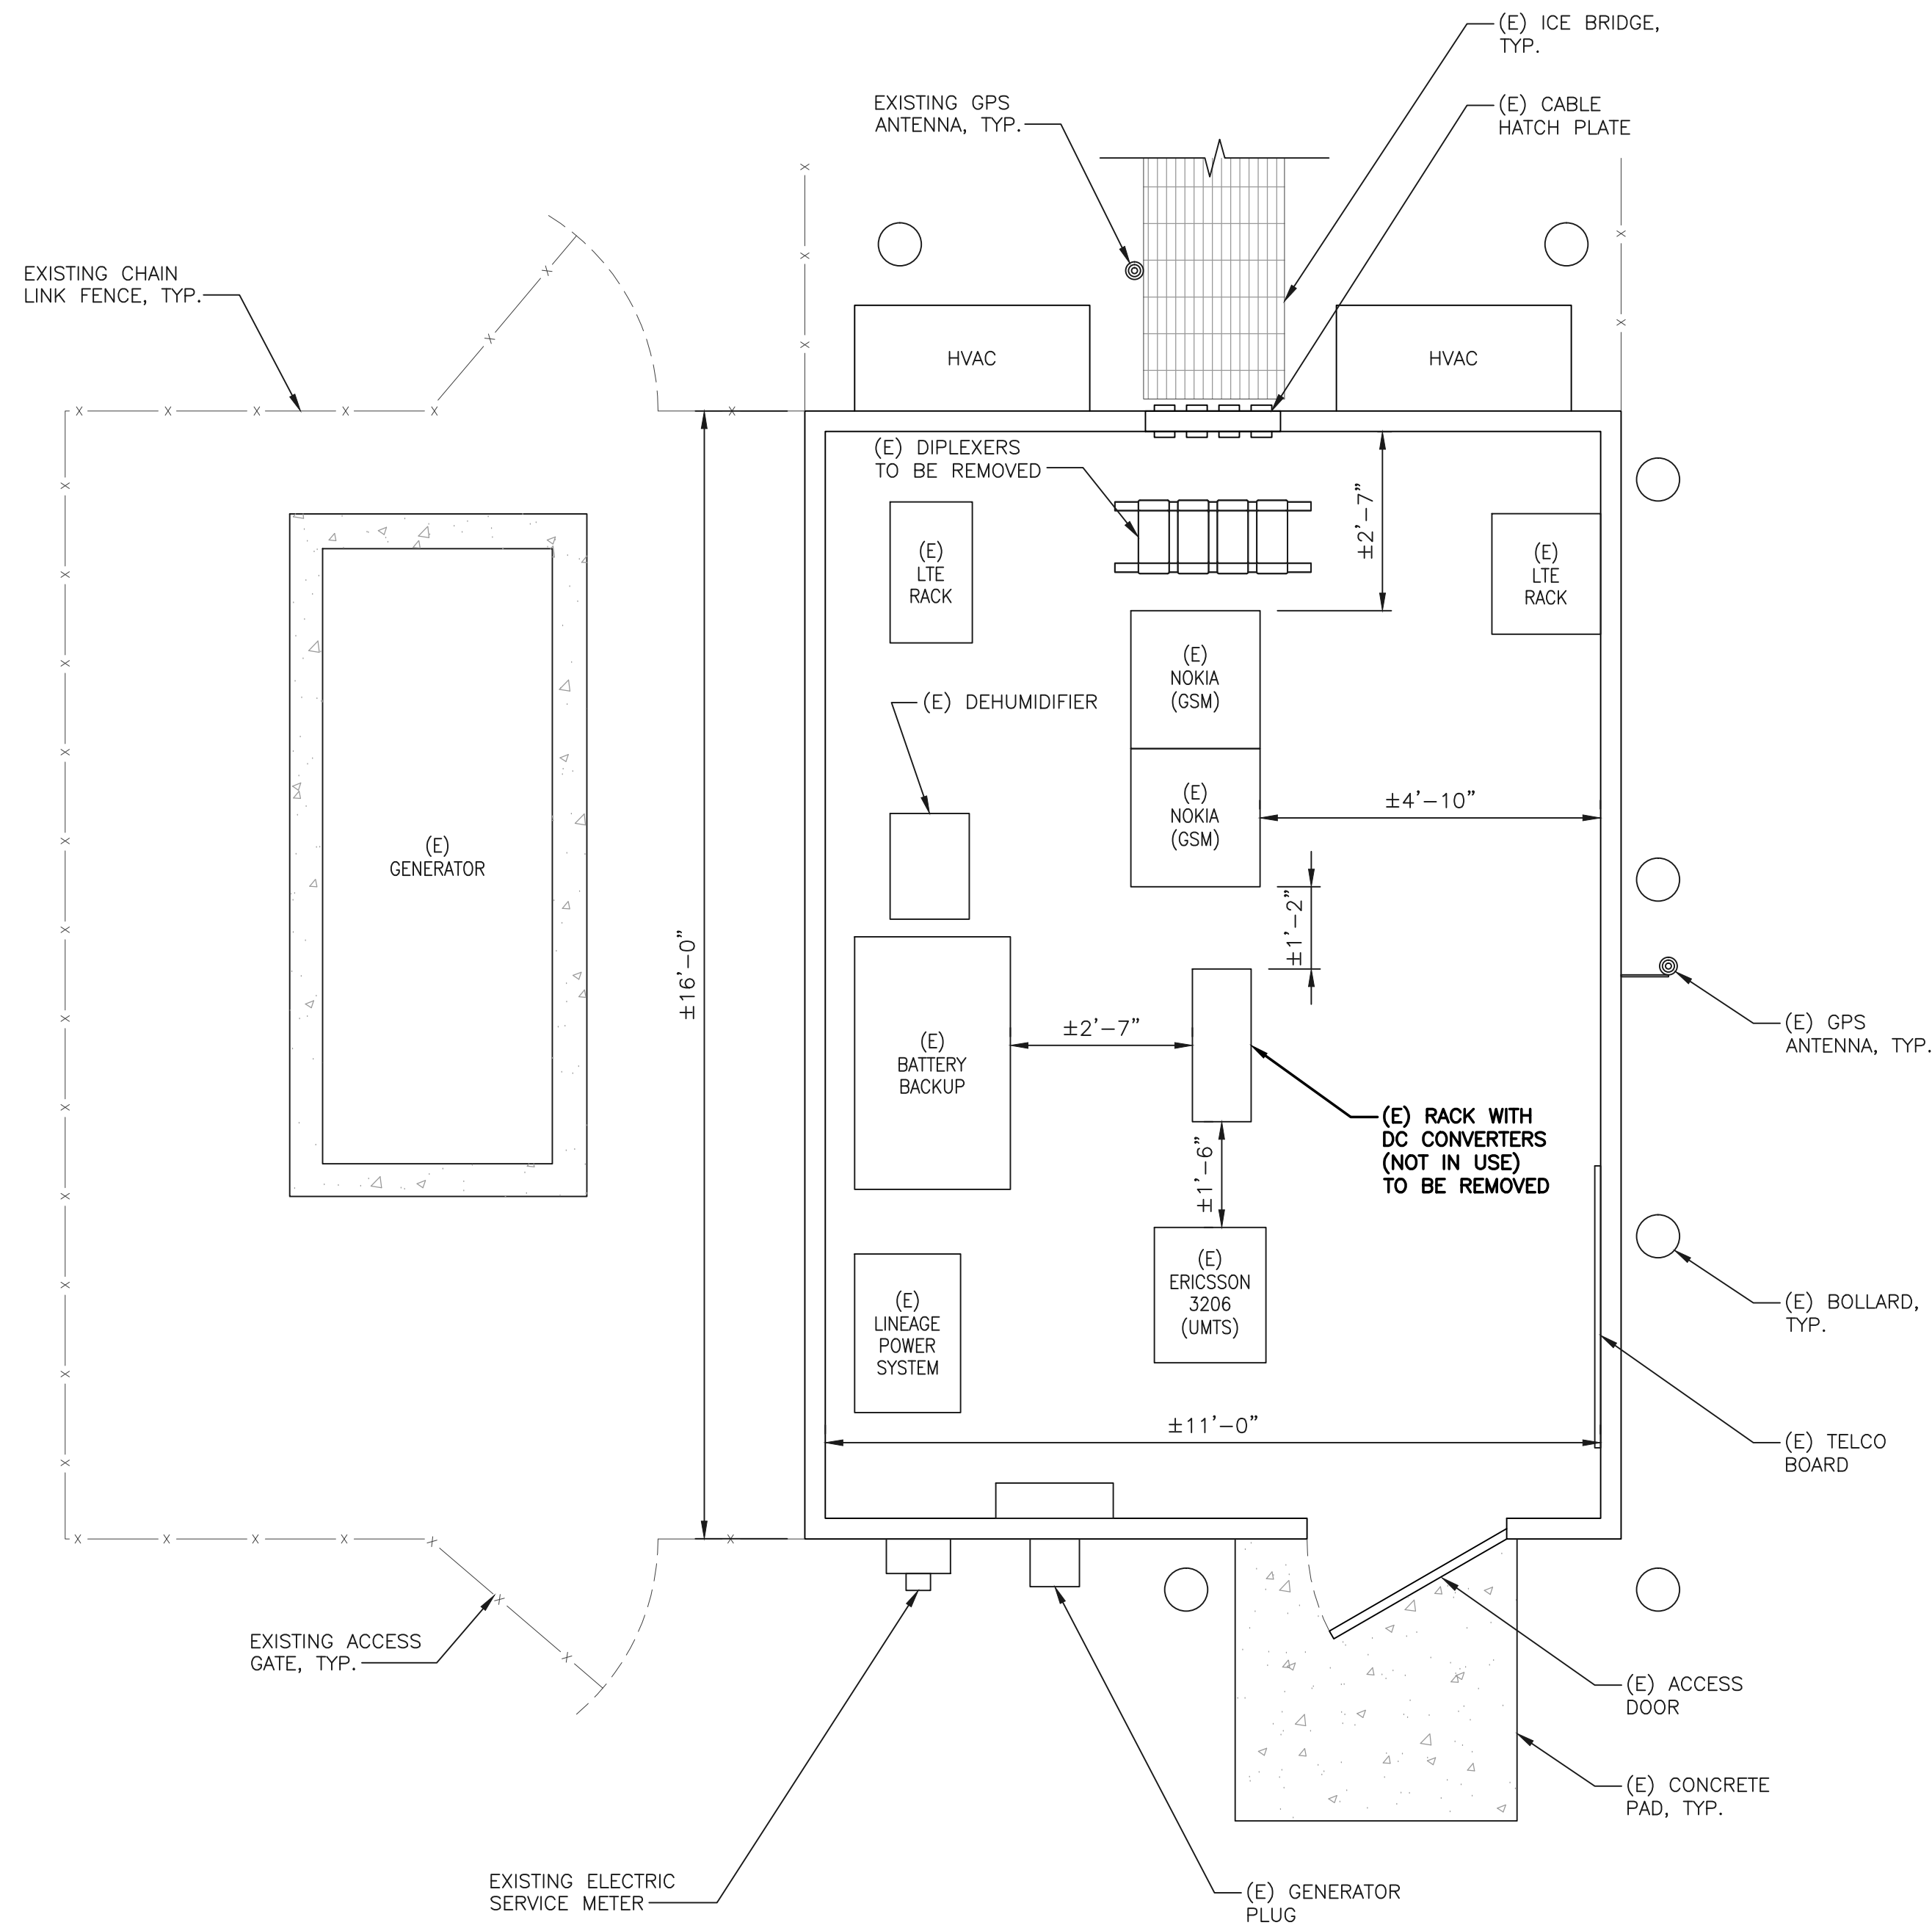 (E) ICE BRIDGE,
TYP.
EXISTING GPS
ANTENNA, TYP.
(E) CABLE
HATCH PLATE
EXISTING CHAIN
LINK FENCE, TYP.
HVAC
HVAC
(E) DIPLEXERS
TO BE REMOVED
±2'-7"
(E)
LTE
RACK
(E)
LTE
RACK
(E)
NOKIA
(GSM)
(E) DEHUMIDIFIER
(E)
NOKIA
(GSM)
±4'-10"
(E)
GENERATOR
±1'-2"
±16'-0"
(E)
BATTERY
BACKUP
±2'-7"
(E) GPS
ANTENNA, TYP.
(E) RACK WITH
DC CONVERTERS
(NOT IN USE)
TO BE REMOVED
±1'-6"
(E)
ERICSSON
3206
(UMTS)
(E)
LINEAGE
POWER
SYSTEM
(E) BOLLARD,
TYP.
±11'-0"
(E) TELCO
BOARD
EXISTING ACCESS
GATE, TYP.
(E) ACCESS
DOOR
(E) CONCRETE
PAD, TYP.
EXISTING ELECTRIC
SERVICE METER
(E) GENERATOR
PLUG